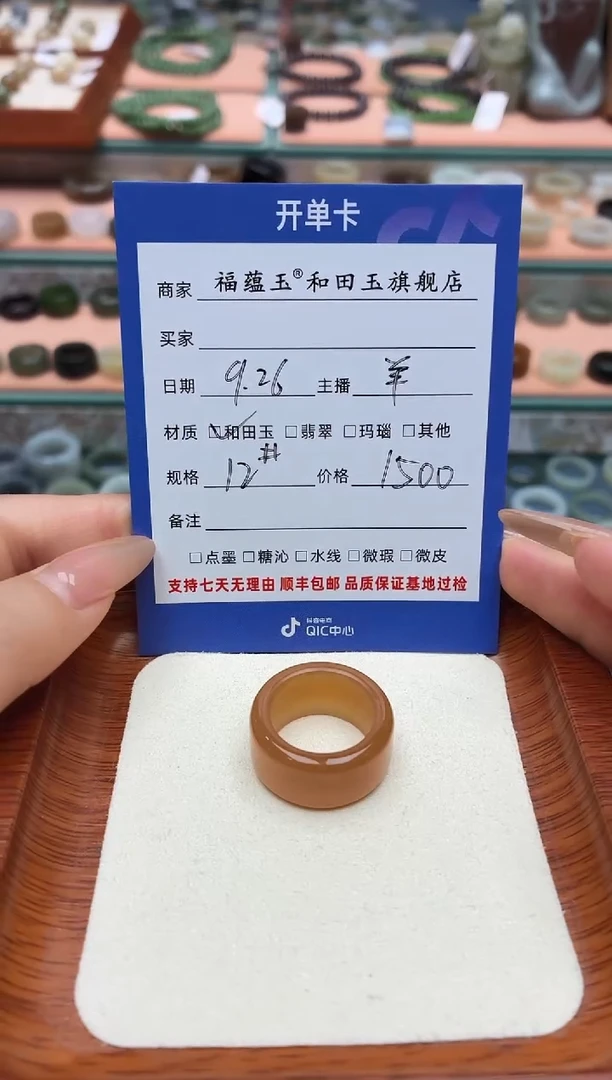 开单卡
商家 福蕴玉®和田玉旗舰店
买家
日期 9.26 主播 羊
材质 ☑和田玉 □翡翠 □玛瑙 □其他
规格 12# 价格 1500
备注
□点墨 □糖沁 □水线 □微瑕 □微皮
支持七天无理由 顺丰包邮 品质保证基地过检
抖音电商
QIC中心